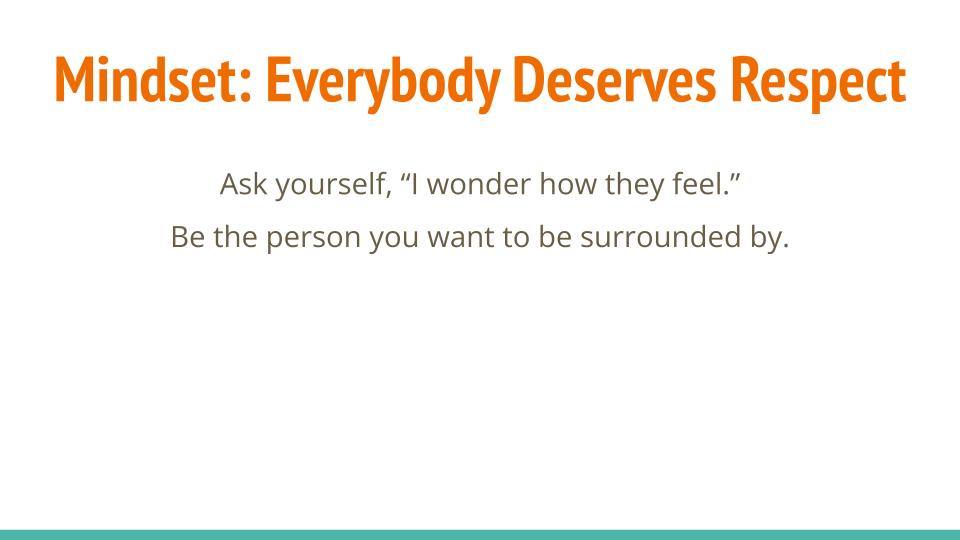 Mindset: Everybody Deserves Respect
Ask yourself, “I wonder how they feel.”
Be the person you want to be surrounded by.